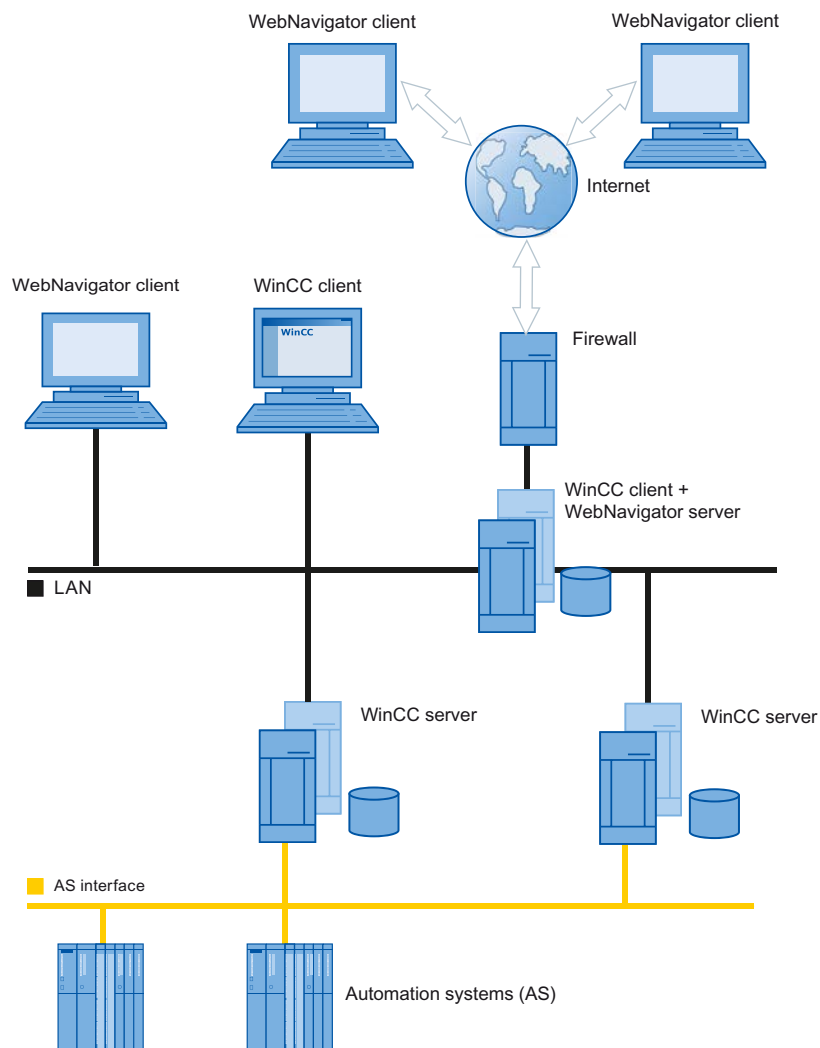 WebNavigator client
WebNavigator client
Internet
WebNavigator client
WinCC client
WinCC
Firewall
WinCC client +
WebNavigator server
LAN
WinCC server
WinCC server
AS interface
Automation systems (AS)